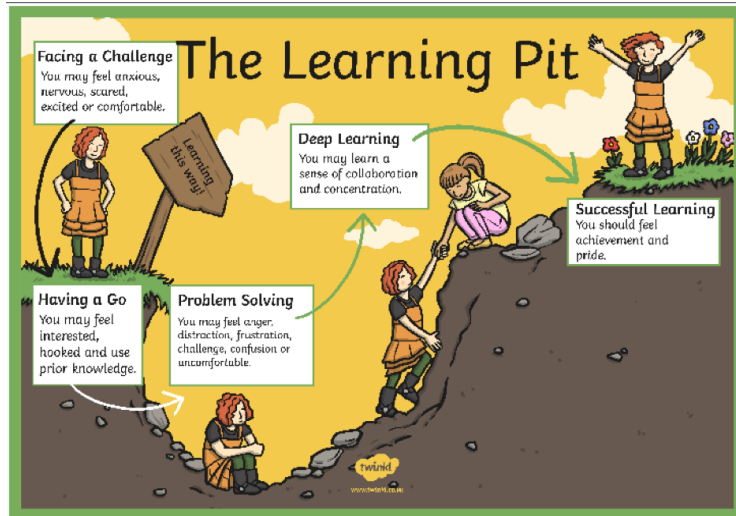 The Learning Pit
Facing a Challenge
You may feel anxious,
nervous, scared,
excited or comfortable.
Learning
this way!
Having a Go
You may feel
interested,
hooked and use
prior knowledge.
Problem Solving
You may feel anger,
distraction, frustration,
challenge, confusion or
uncomfortable.
Deep Learning
You may learn a
sense of collaboration
and concentration.
Successful Learning
You should feel
achievement and
pride.
twinkl
www.twinkl.co.uk